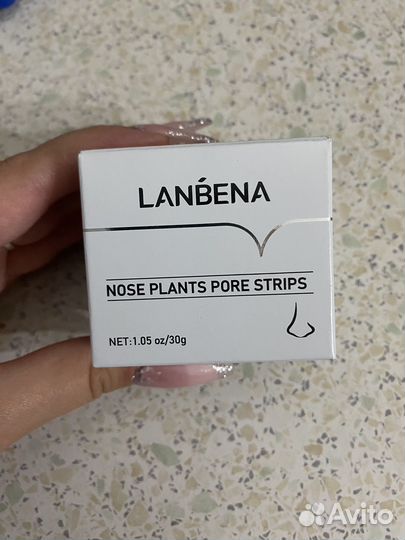 LANBENA
NOSE PLANTS PORE STRIPS
NET:1.05 oz/30g
Avito